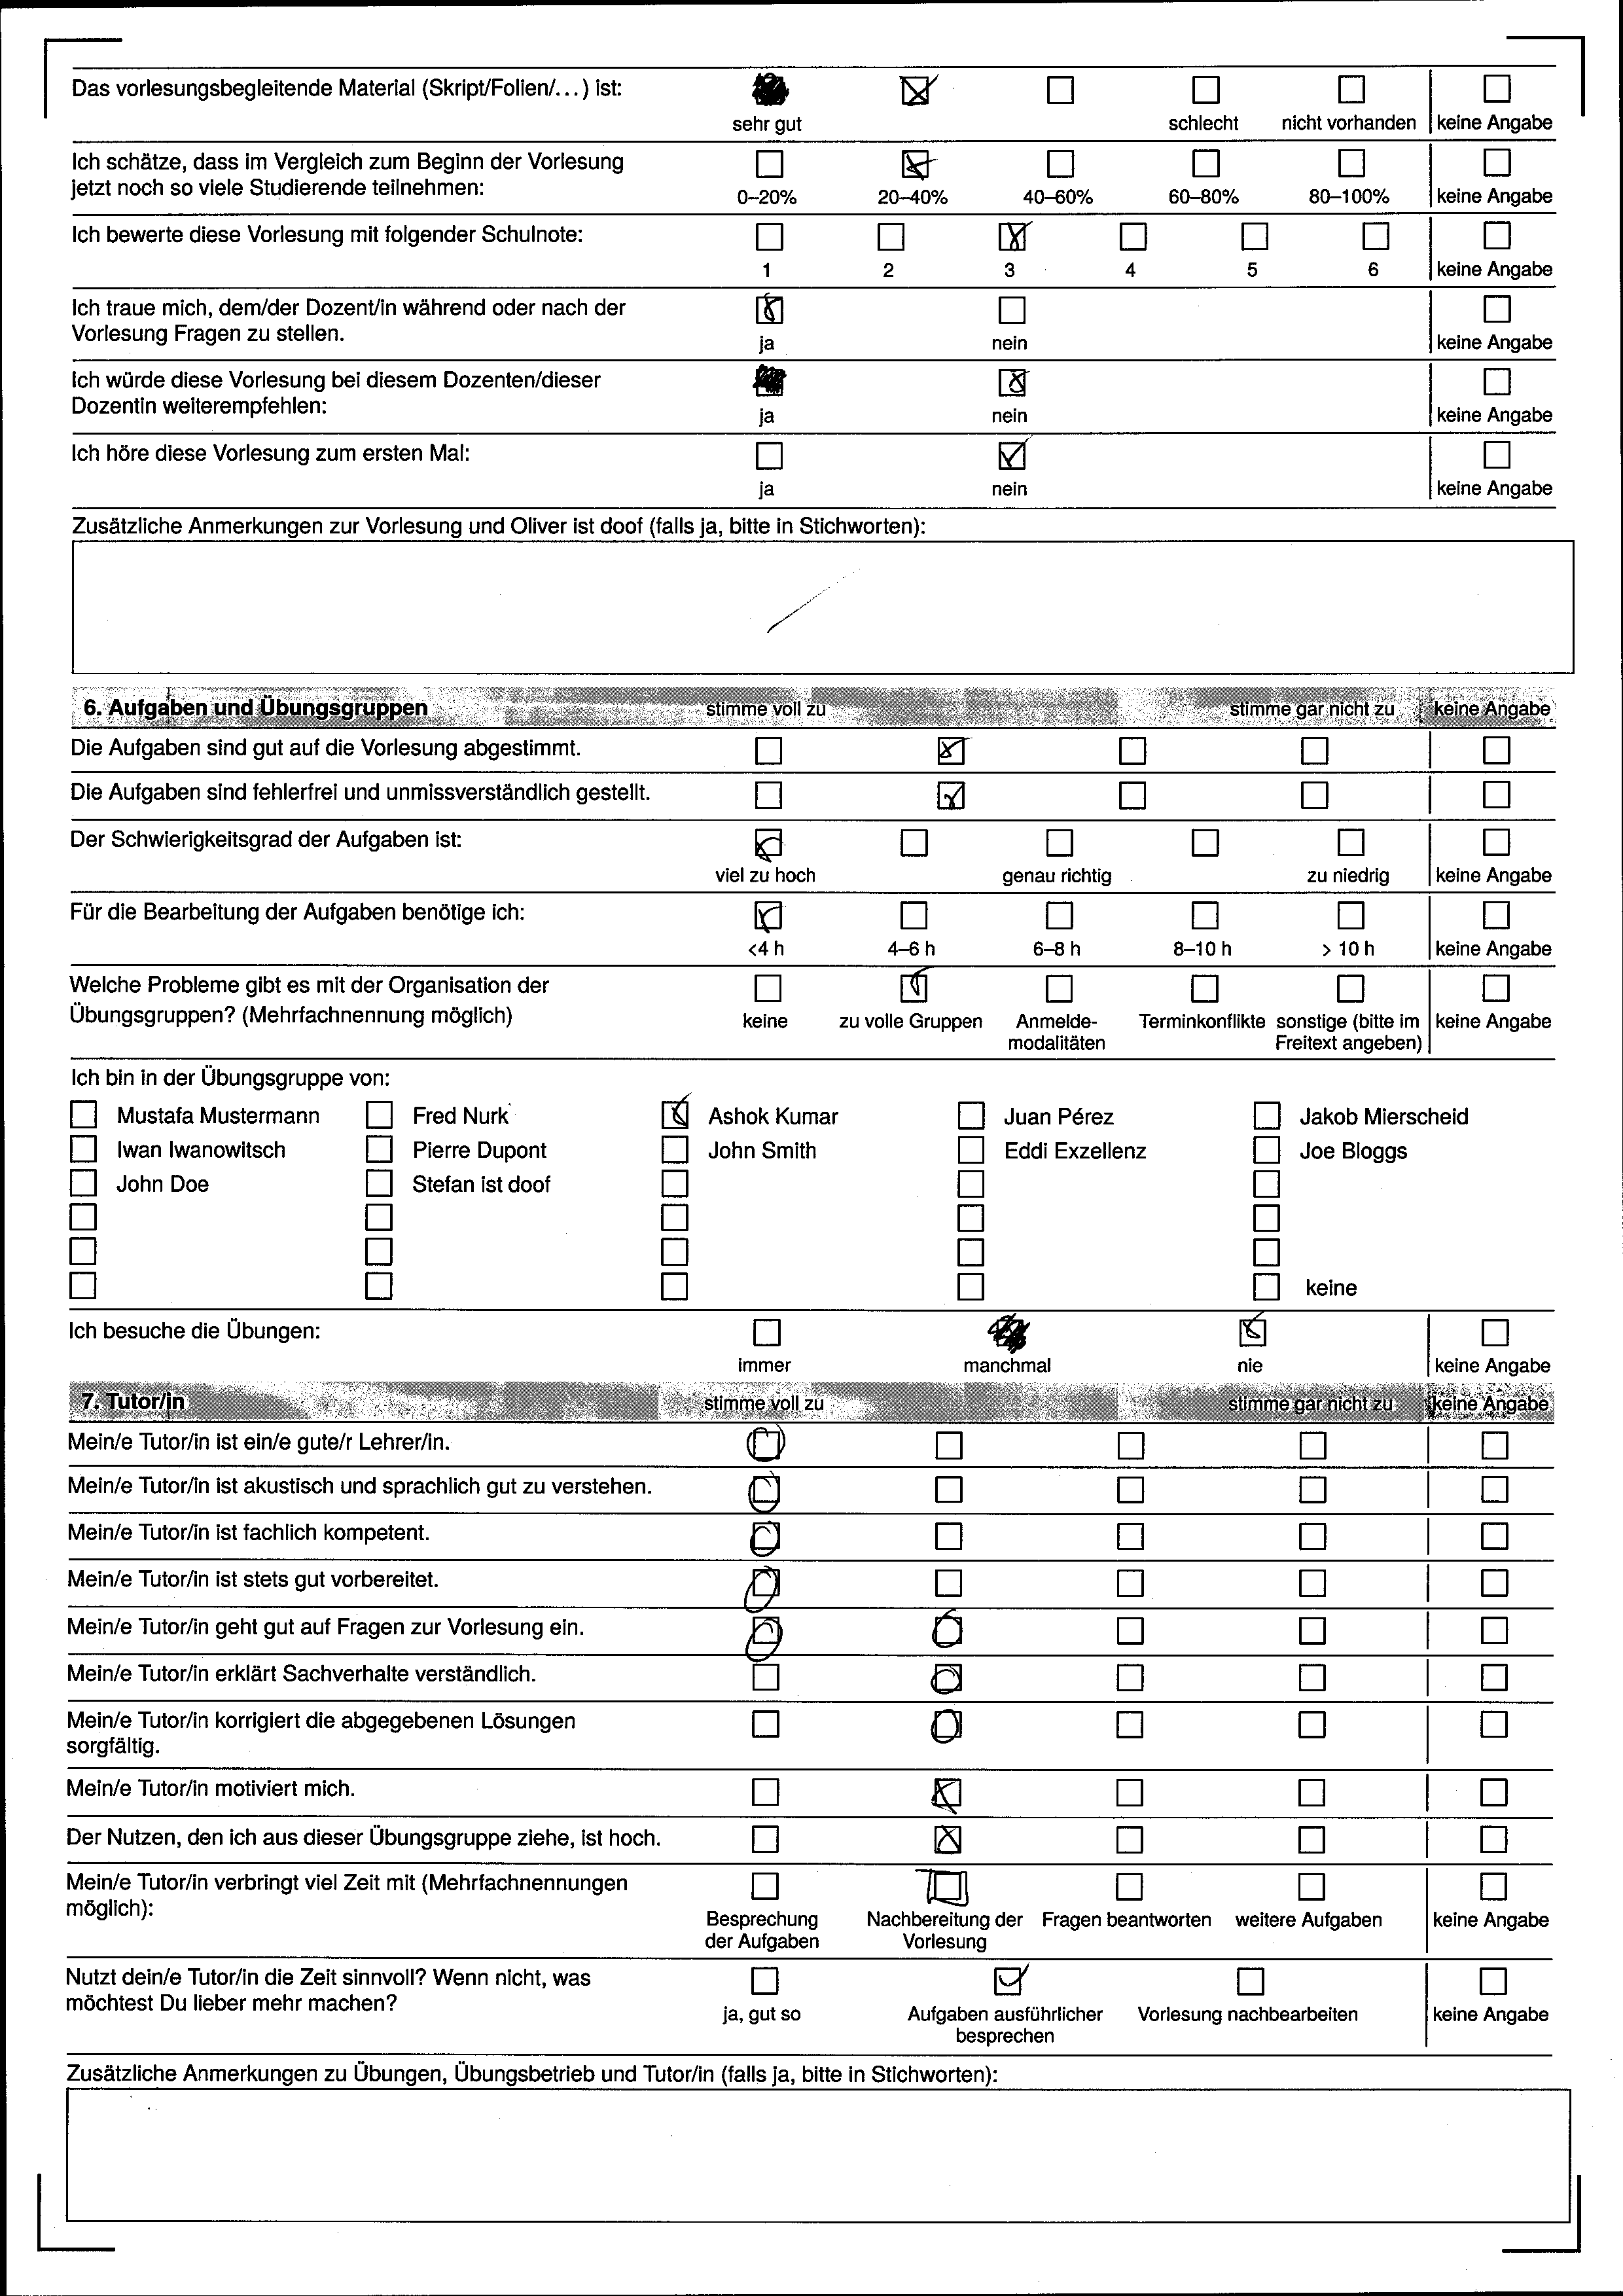 Das vorlesungsbegleitende Material (Skript/Folien/...) ist:
sehr gut schlecht nicht vorhanden keine Angabe
Ich schätze, dass im Vergleich zum Beginn der Vorlesung
jetzt noch so viele Studierende teilnehmen:
0–20% 20–40% 40–60% 60–80% 80–100% keine Angabe
Ich bewerte diese Vorlesung mit folgender Schulnote:
1 2 3 4 5 6 keine Angabe
Ich traue mich, dem/der Dozent/in während oder nach der
Vorlesung Fragen zu stellen.
ja nein keine Angabe
Ich würde diese Vorlesung bei diesem Dozenten/dieser
Dozentin weiterempfehlen:
ja nein keine Angabe
Ich höre diese Vorlesung zum ersten Mal:
ja nein keine Angabe
Zusätzliche Anmerkungen zur Vorlesung und Oliver ist doof (falls ja, bitte in Stichworten):
6. Aufgaben und Übungsgruppen stimme voll zu stimme gar nicht zu keine Angabe
Die Aufgaben sind gut auf die Vorlesung abgestimmt.
Die Aufgaben sind fehlerfrei und unmissverständlich gestellt.
Der Schwierigkeitsgrad der Aufgaben ist:
viel zu hoch genau richtig zu niedrig keine Angabe
Für die Bearbeitung der Aufgaben benötige ich:
<4 h 4–6 h 6–8 h 8–10 h > 10 h keine Angabe
Welche Probleme gibt es mit der Organisation der
Übungsgruppen? (Mehrfachnennung möglich)
keine zu volle Gruppen Anmelde- Terminkonflikte sonstige (bitte im keine Angabe
modalitäten Freitext angeben)
Ich bin in der Übungsgruppe von:
Mustafa Mustermann Fred Nurk Ashok Kumar Juan Pérez Jakob Mierscheid
Iwan Iwanowitsch Pierre Dupont John Smith Eddi Exzellenz Joe Bloggs
John Doe Stefan ist doof
keine
Ich besuche die Übungen:
immer manchmal nie keine Angabe
7. Tutor/in stimme voll zu stimme gar nicht zu keine Angabe
Mein/e Tutor/in ist ein/e gute/r Lehrer/in.
Mein/e Tutor/in ist akustisch und sprachlich gut zu verstehen.
Mein/e Tutor/in ist fachlich kompetent.
Mein/e Tutor/in ist stets gut vorbereitet.
Mein/e Tutor/in geht gut auf Fragen zur Vorlesung ein.
Mein/e Tutor/in erklärt Sachverhalte verständlich.
Mein/e Tutor/in korrigiert die abgegebenen Lösungen
sorgfältig.
Mein/e Tutor/in motiviert mich.
Der Nutzen, den ich aus dieser Übungsgruppe ziehe, ist hoch.
Mein/e Tutor/in verbringt viel Zeit mit (Mehrfachnennungen
möglich):
Besprechung Nachbereitung der Fragen beantworten weitere Aufgaben keine Angabe
der Aufgaben Vorlesung
Nutzt dein/e Tutor/in die Zeit sinnvoll? Wenn nicht, was
möchtest Du lieber mehr machen?
ja, gut so Aufgaben ausführlicher Vorlesung nachbearbeiten keine Angabe
besprechen
Zusätzliche Anmerkungen zu Übungen, Übungsbetrieb und Tutor/in (falls ja, bitte in Stichworten):